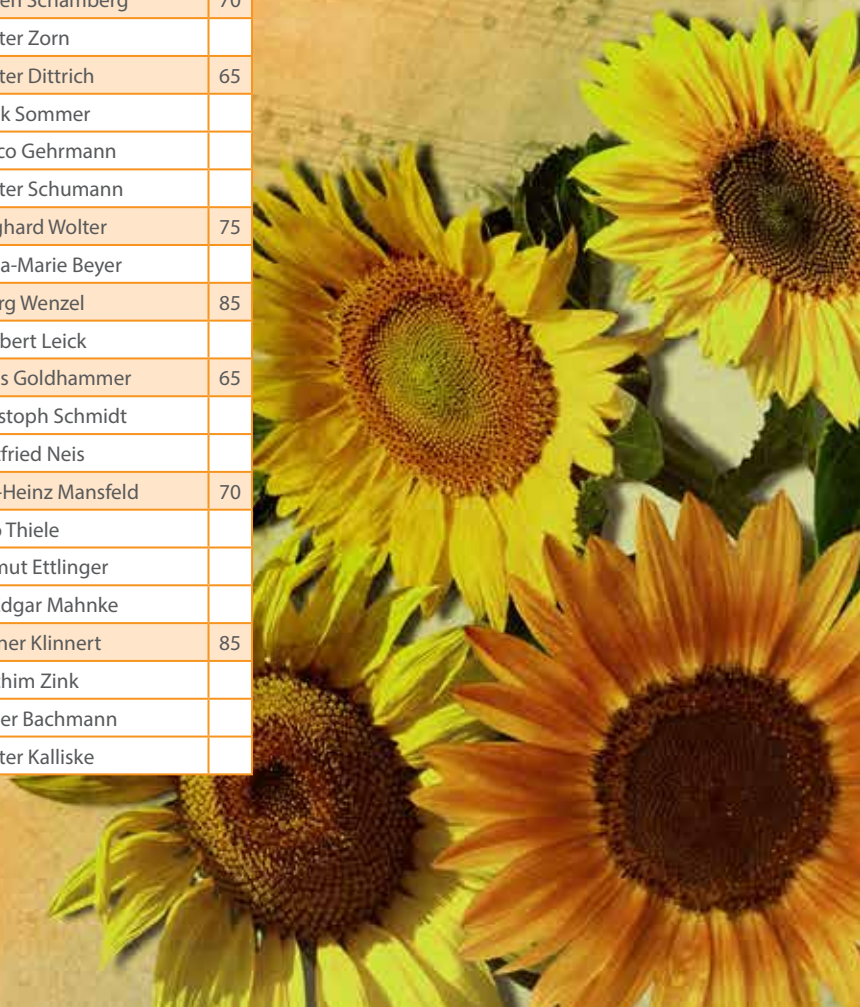 en Schamberg 70
ter Zorn
ter Dittrich 65
k Sommer
co Gehrmann
ter Schumann
ghard Wolter 75
a-Marie Beyer
rg Wenzel 85
bert Leick
s Goldhammer 65
stoph Schmidt
fried Neis
-Heinz Mansfeld 70
o Thiele
mut Ettlinger
dgar Mahnke
ner Klinnert 85
chim Zink
er Bachmann
ter Kalliske